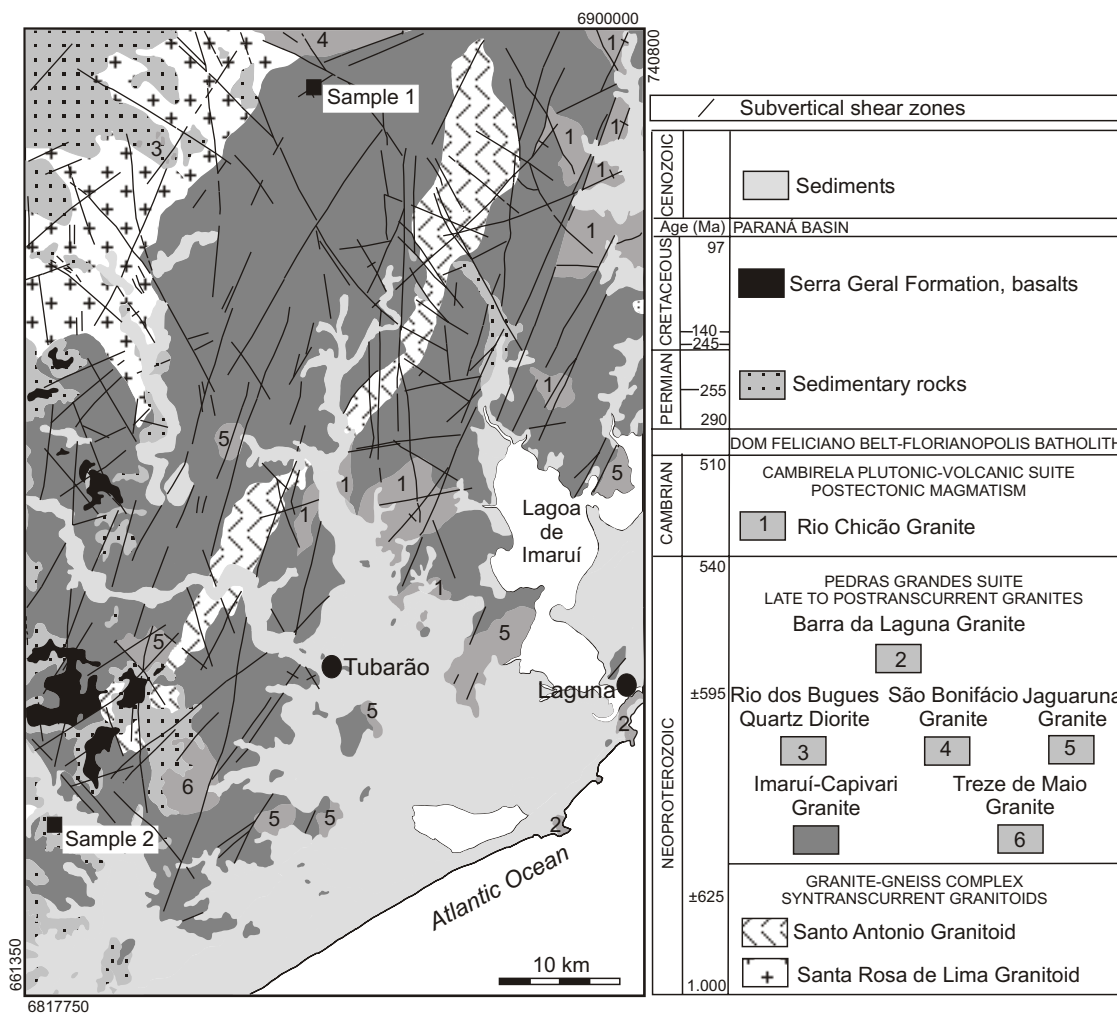 6900000
740800
4
1
Sample 1
1
1
3
1
1
1
5
1
1
5
1
Lagoa
de
Imaruí
1
5
5
Tubarão
Laguna
5
2
6
5
5
2
Sample 2
Atlantic Ocean
10 km
661350
6817750
Subvertical shear zones
CENOZOIC
Sediments
Age (Ma) PARANÁ BASIN
CRETACEOUS
97
Serra Geral Formation, basalts
140
245
PERMIAN
Sedimentary rocks
255
290
DOM FELICIANO BELT-FLORIANOPOLIS BATHOLITH
CAMBRIAN
510
CAMBIRELA PLUTONIC-VOLCANIC SUITE
POSTECTONIC MAGMATISM
1 Rio Chicão Granite
540
NEOPROTEROZOIC
PEDRAS GRANDES SUITE
LATE TO POSTRANSCURRENT GRANITES
Barra da Laguna Granite
2
±595
Rio dos Bugues São Bonifácio Jaguaruna
Quartz Diorite Granite Granite
3 4 5
Imaruí-Capivari Treze de Maio
Granite Granite
6
GRANITE-GNEISS COMPLEX
SYNTRANSCURRENT GRANITOIDS
±625
Santo Antonio Granitoid
Santa Rosa de Lima Granitoid
1.000